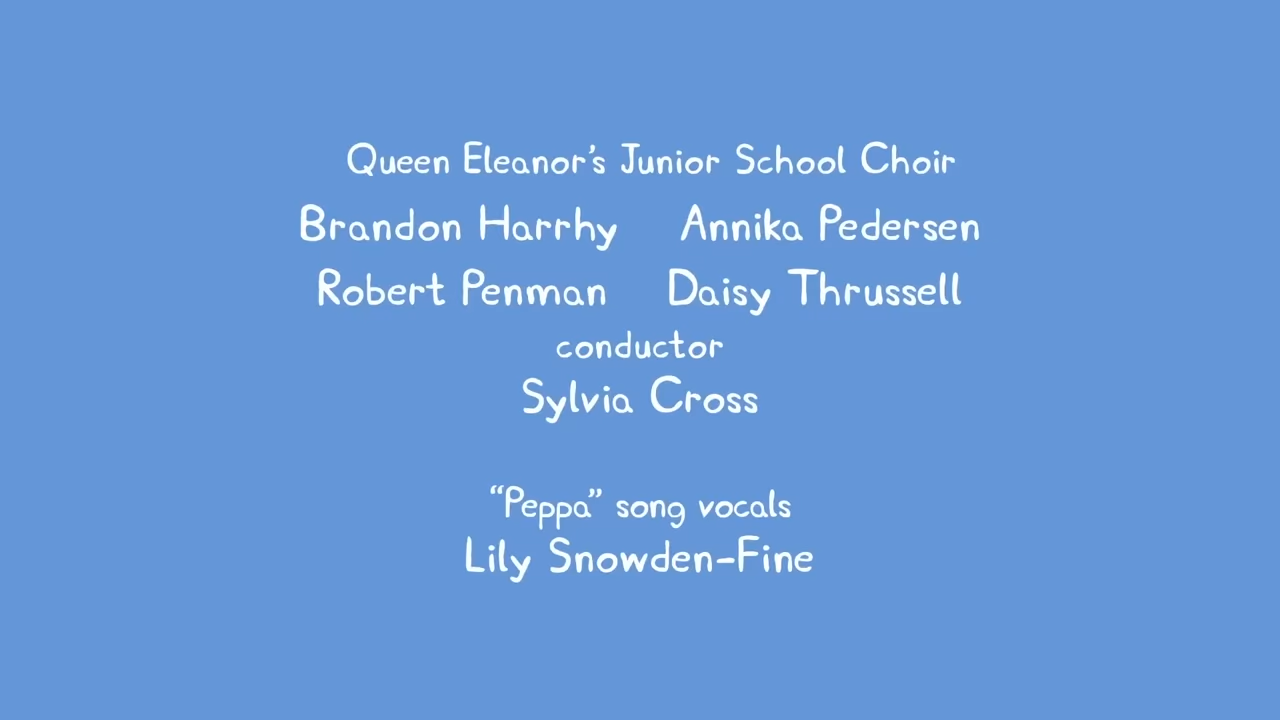 Queen Eleanor's Junior School Choir
Brandon Harrhy Annika Pedersen
Robert Penman Daisy Thrussell
conductor
Sylvia Cross
“Peppa” song vocals
Lily Snowden-Fine